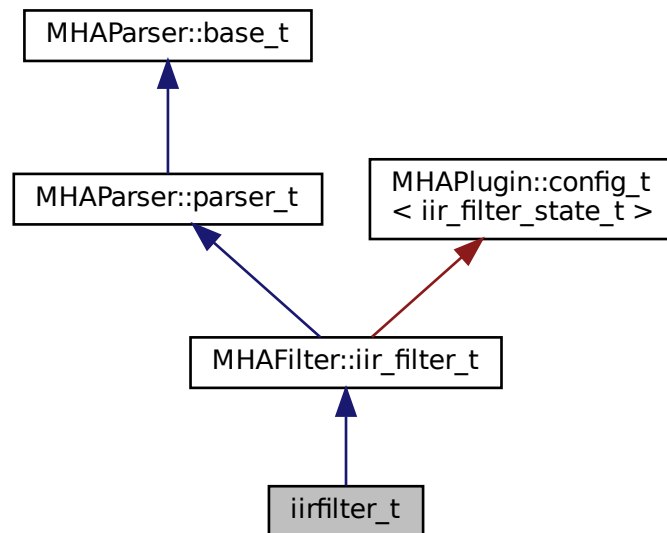 MHAParser::base_t
MHAParser::parser_t
MHAPlugin::config_t
< iir_filter_state_t >
MHAFilter::iir_filter_t
iirfilter_t